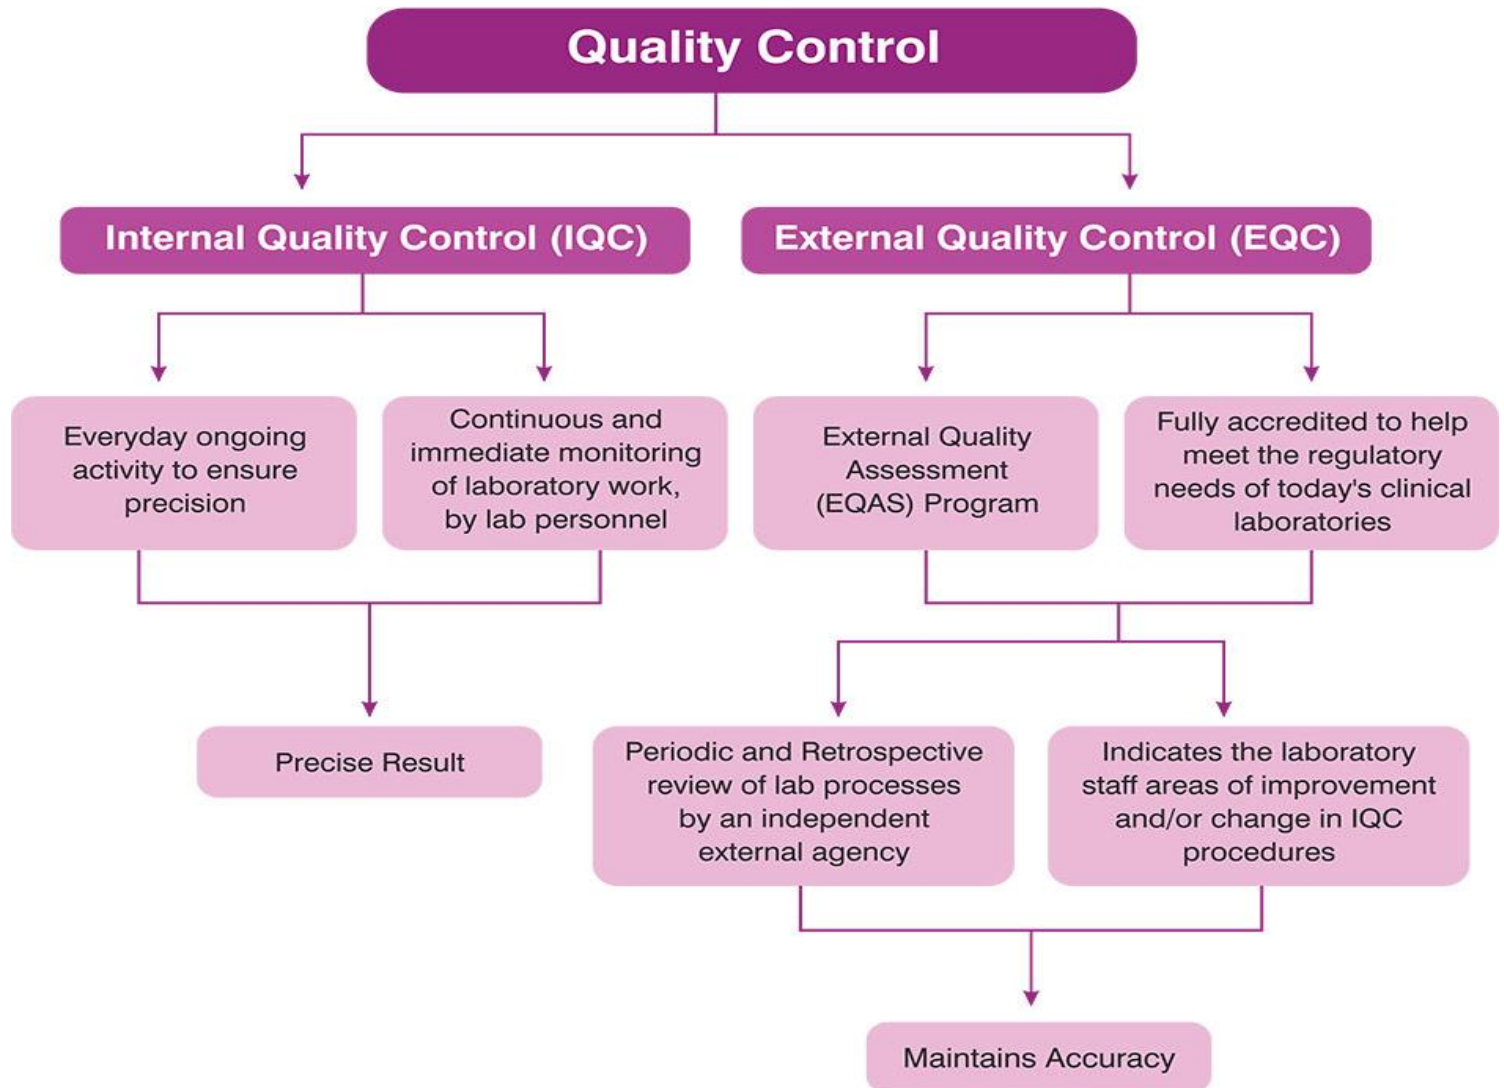 Quality Control
Internal Quality Control (IQC)
External Quality Control (EQC)
Everyday ongoing
activity to ensure
precision
Continuous and
immediate monitoring
of laboratory work,
by lab personnel
External Quality
Assessment
(EQAS) Program
Fully accredited to help
meet the regulatory
needs of today's clinical
laboratories
Precise Result
Periodic and Retrospective
review of lab processes
by an independent
external agency
Indicates the laboratory
staff areas of improvement
and/or change in IQC
procedures
Maintains Accuracy